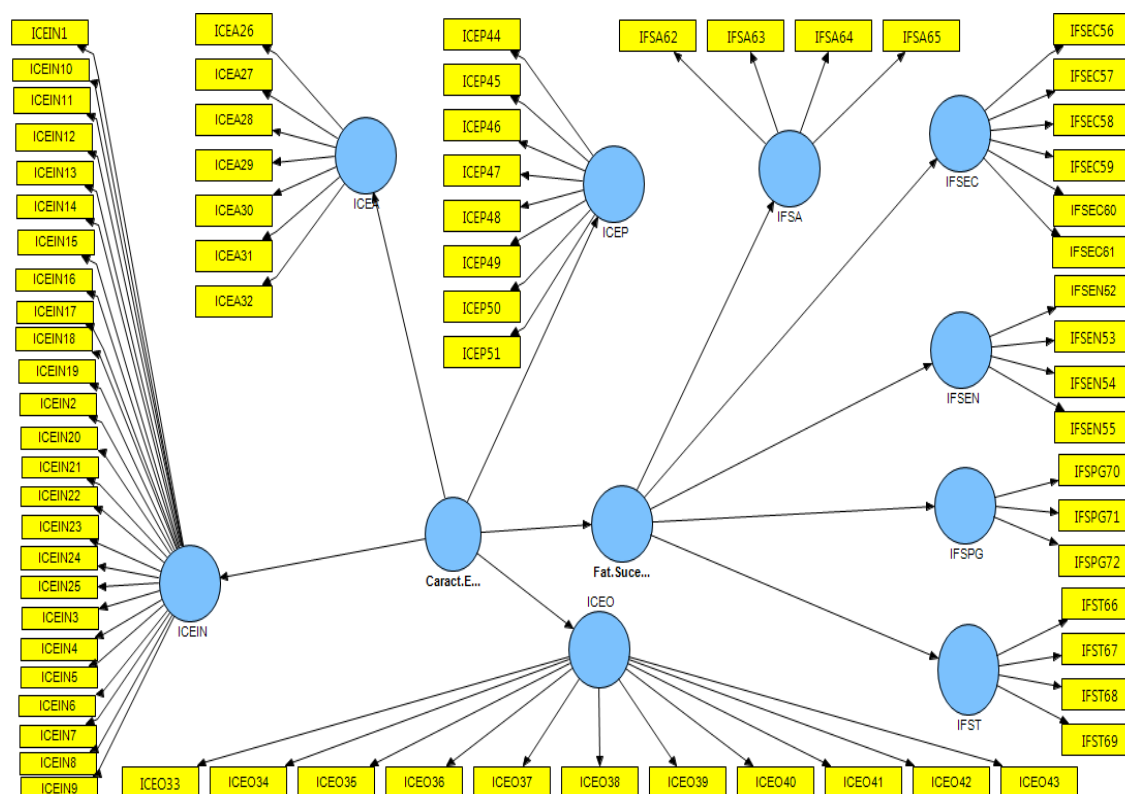 ICEIN1
ICEIN10
ICEIN11
ICEIN12
ICEIN13
ICEIN14
ICEIN15
ICEIN16
ICEIN17
ICEIN18
ICEIN19
ICEIN2
ICEIN20
ICEIN21
ICEIN22
ICEIN23
ICEIN24
ICEIN25
ICEIN3
ICEIN4
ICEIN5
ICEIN6
ICEIN7
ICEIN8
ICEIN9
ICEIN
ICEA26
ICEA27
ICEA28
ICEA29
ICEA30
ICEA31
ICEA32
ICEA
ICEP44
ICEP45
ICEP46
ICEP47
ICEP48
ICEP49
ICEP50
ICEP51
ICEP
IFSA62
IFSA63
IFSA64
IFSA65
IFSA
IFSEC56
IFSEC57
IFSEC58
IFSEC59
IFSEC60
IFSEC61
IFSEC
IFSEN52
IFSEN53
IFSEN54
IFSEN55
IFSEN
IFSPG70
IFSPG71
IFSPG72
IFSPG
IFST66
IFST67
IFST68
IFST69
IFST
Caract.E...
Fat.Suce...
ICEO
ICEO33
ICEO34
ICEO35
ICEO36
ICEO37
ICEO38
ICEO39
ICEO40
ICEO41
ICEO42
ICEO43